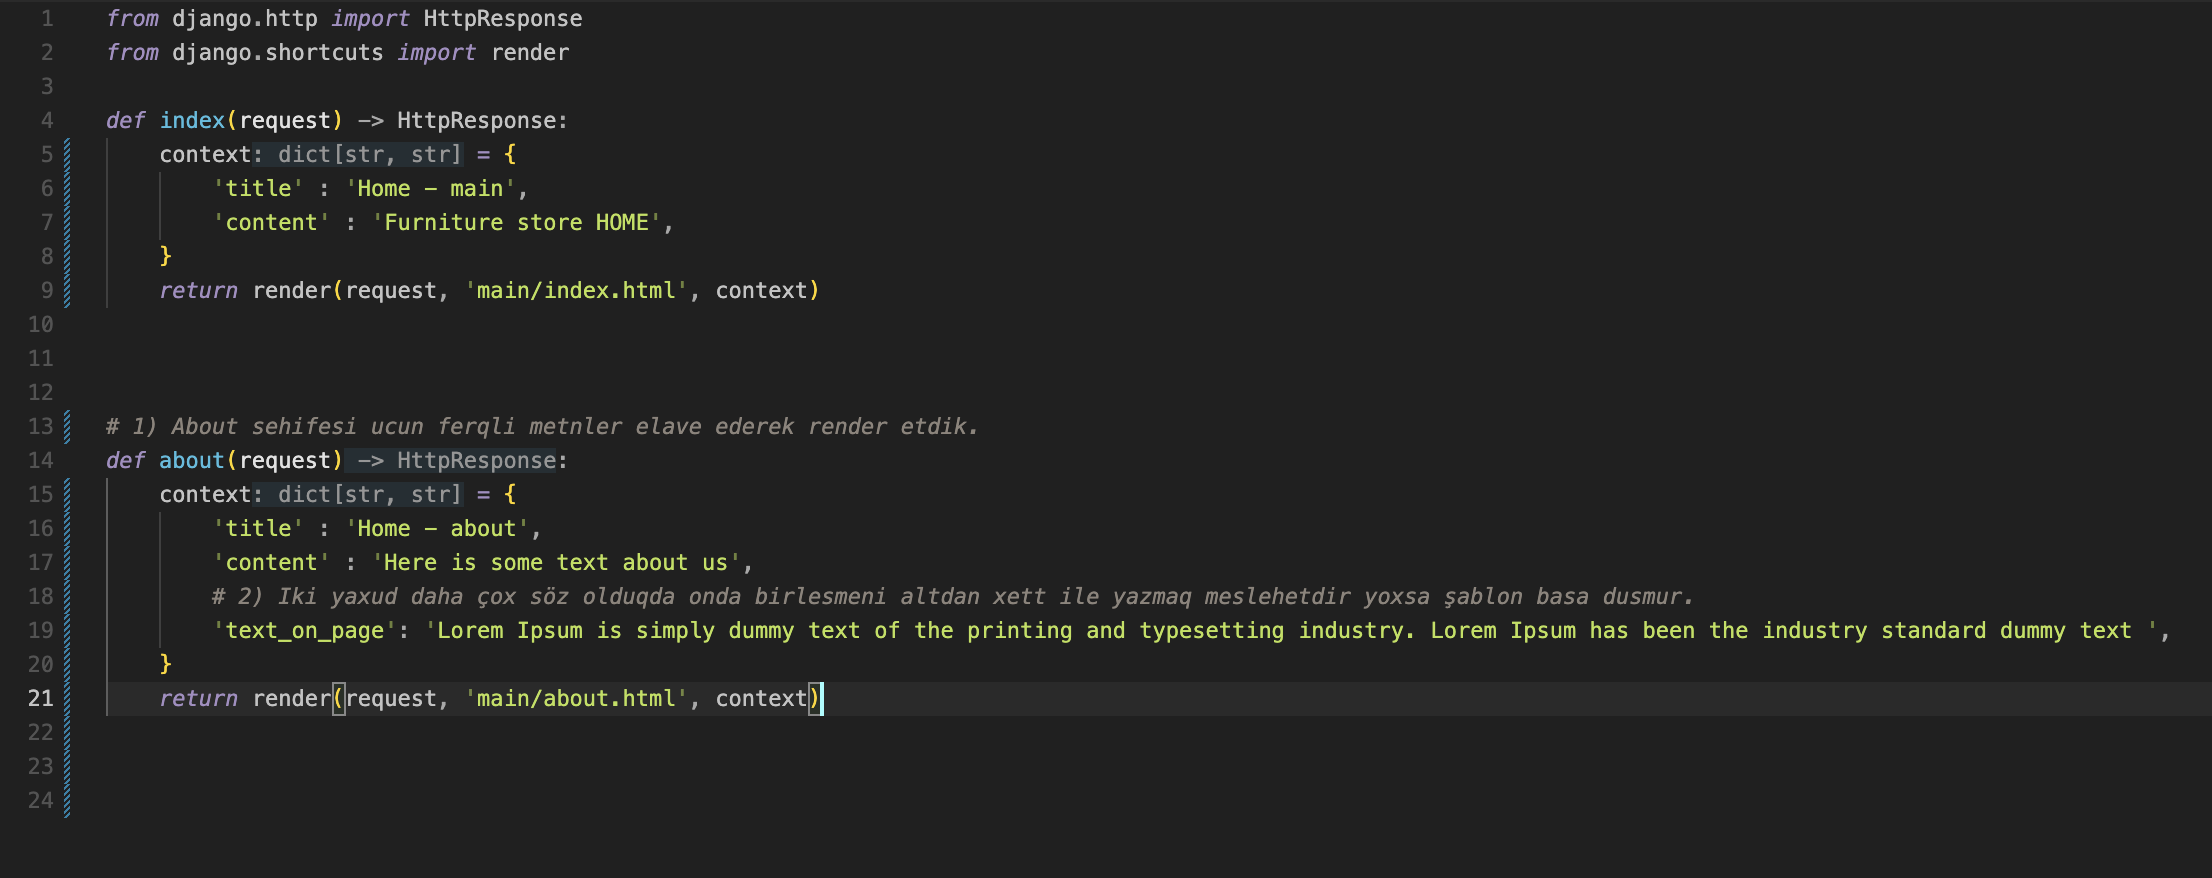 1 from django.http import HttpResponse
2 from django.shortcuts import render
3
4 def index(request) -> HttpResponse:
5     context: dict[str, str] = {
6         'title' : 'Home - main',
7         'content' : 'Furniture store HOME',
8     }
9     return render(request, 'main/index.html', context)
10
11
12
13 # 1) About sehifesi ucun ferqli metnler elave ederek render etdik.
14 def about(request) -> HttpResponse:
15     context: dict[str, str] = {
16         'title' : 'Home - about',
17         'content' : 'Here is some text about us',
18         # 2) Iki yaxud daha çox söz olduqda onda birlesmeni altdan xett ile yazmaq meslehetdir yoxsa şablon basa dusmur.
19         'text_on_page': 'Lorem Ipsum is simply dummy text of the printing and typesetting industry. Lorem Ipsum has been the industry standard dummy text ',
20     }
21     return render(request, 'main/about.html', context)
22
23
24